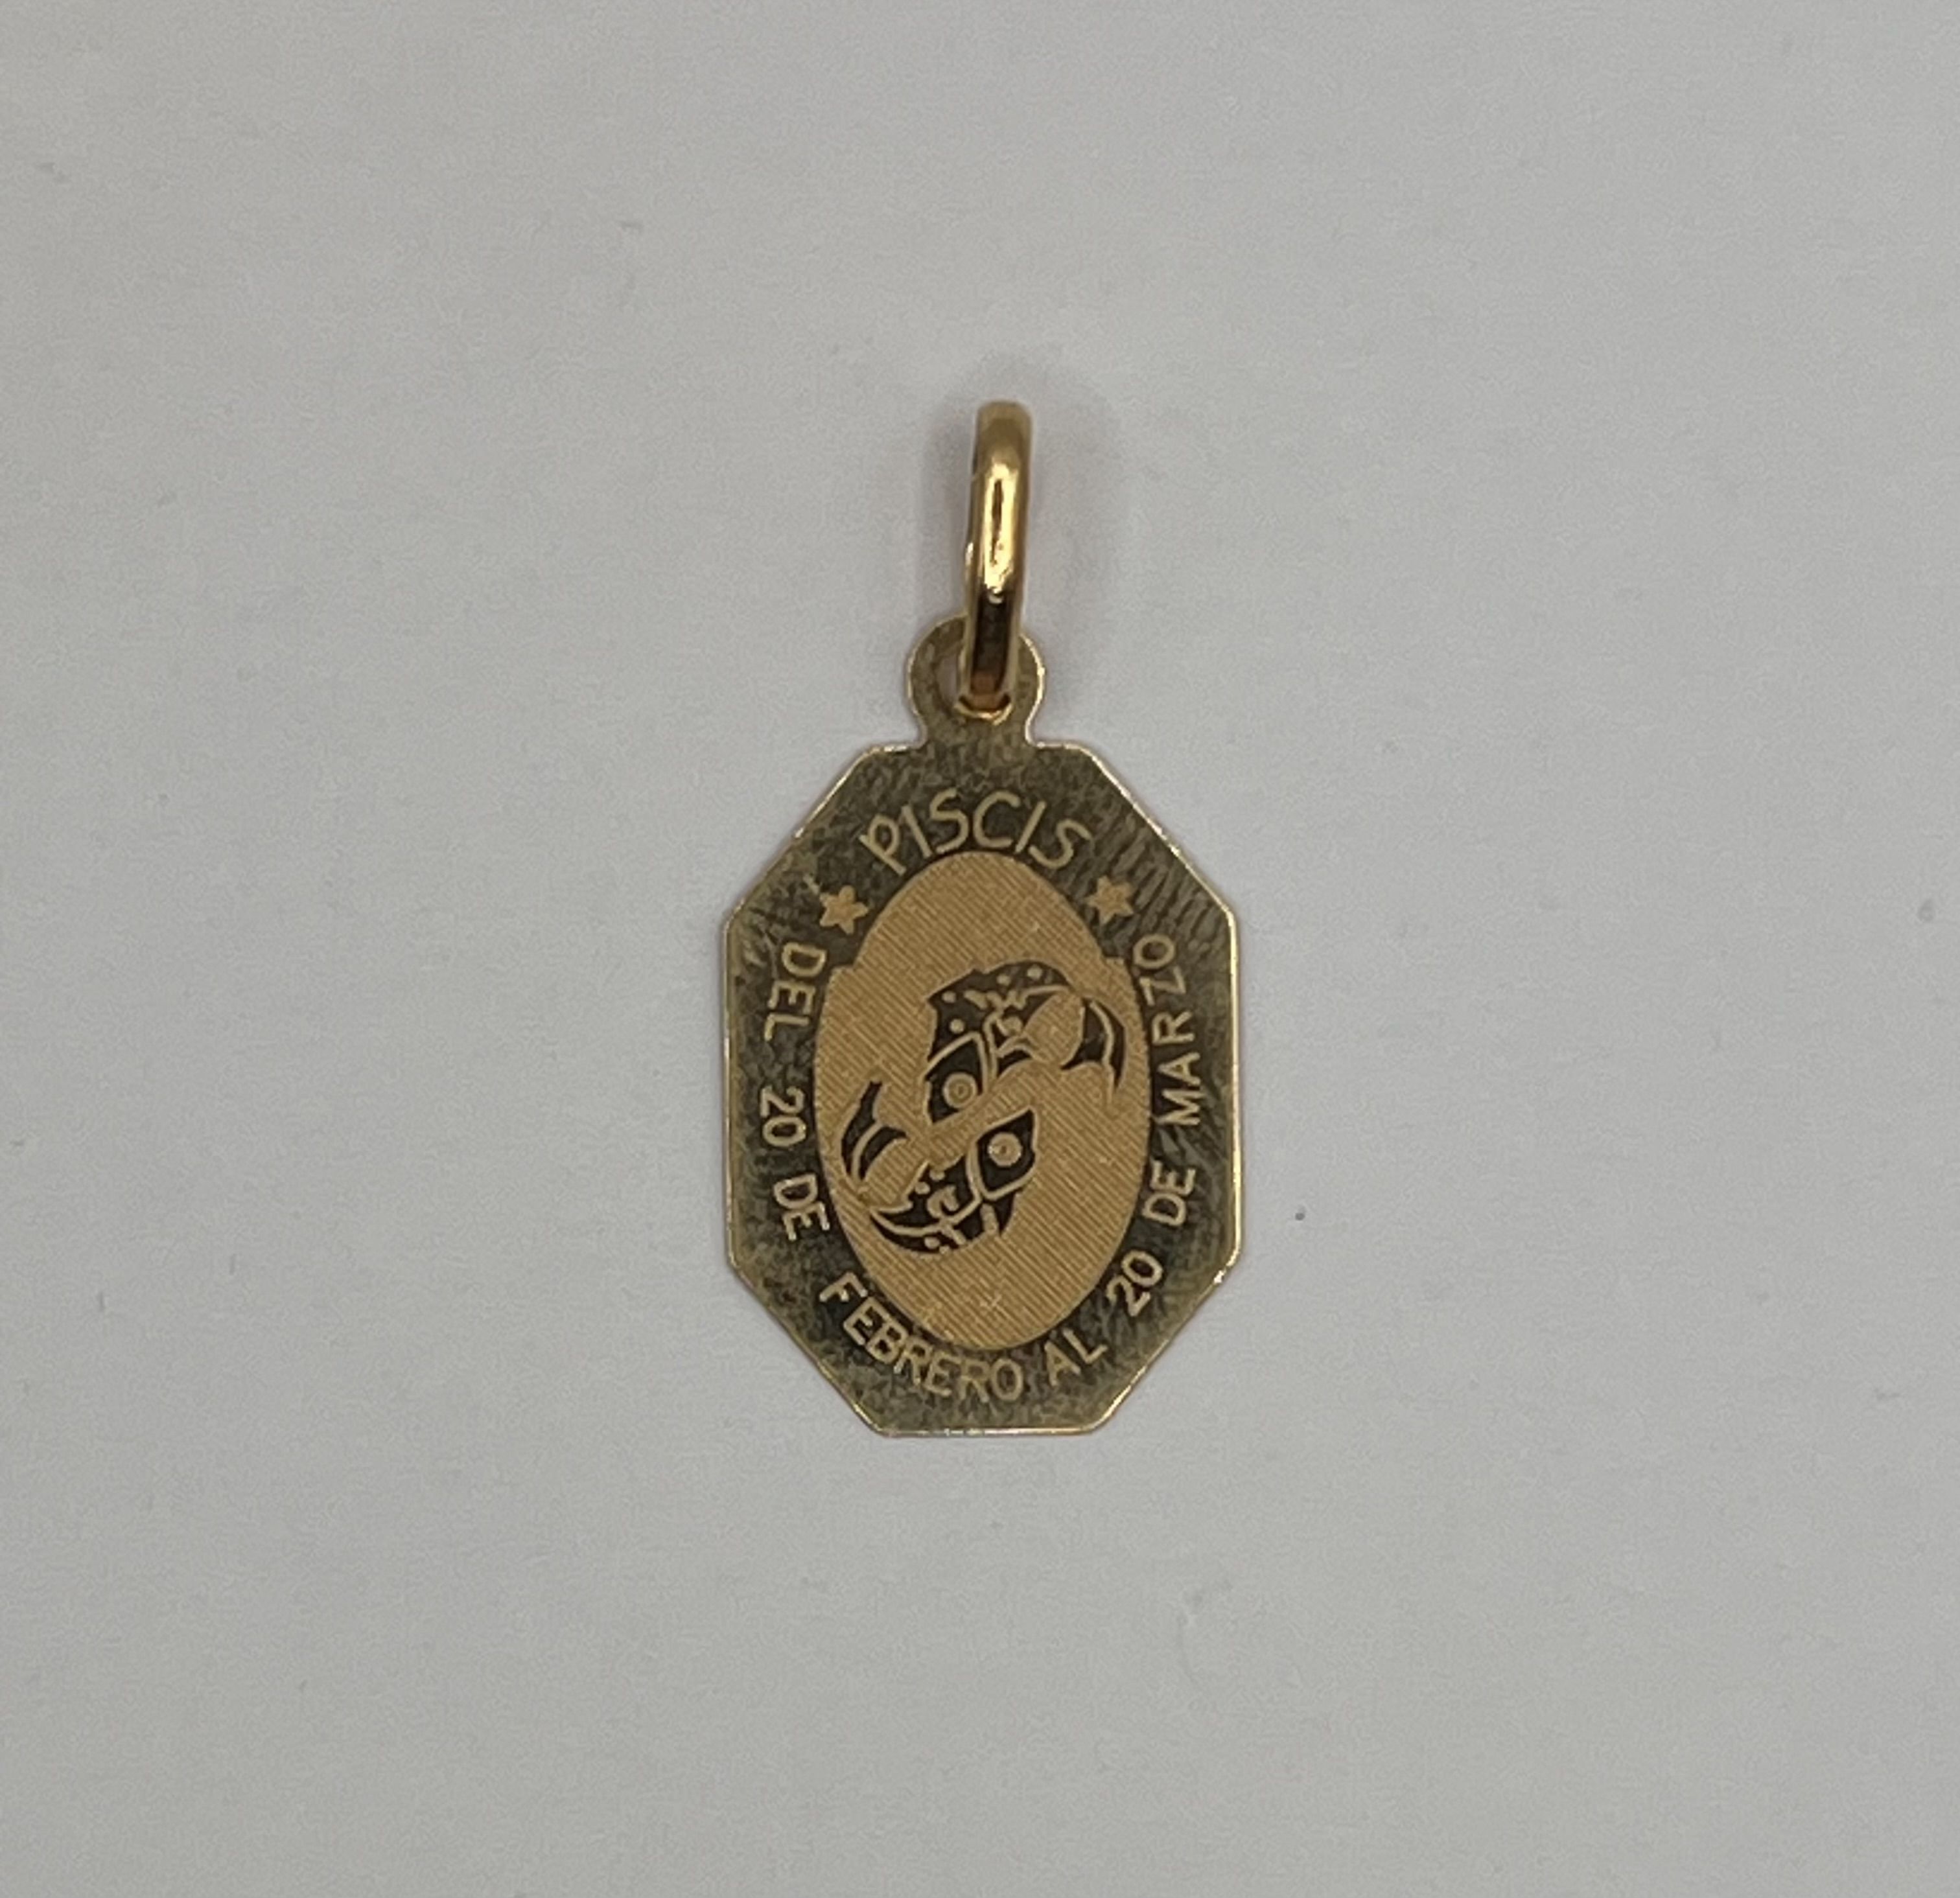 PISCIS
DEL 20 DE FEBRERO AL 20 DE MARZO